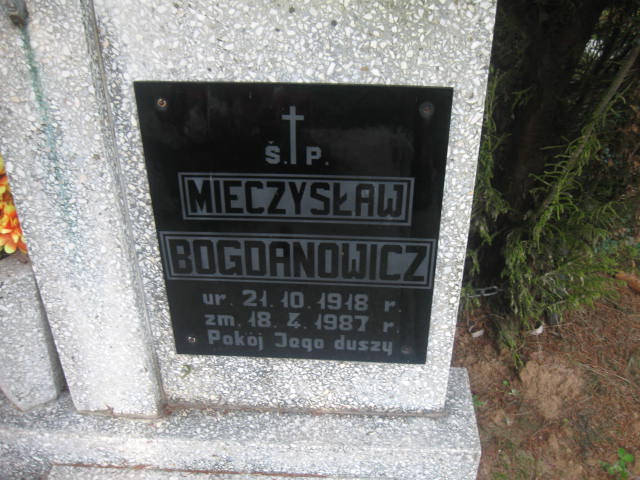 Ś. P.
MIECZYSŁAW
BOGDANOWICZ
ur. 21.10.1918 r.
zm. 18.4.1987 r.
Pokój Jego duszy